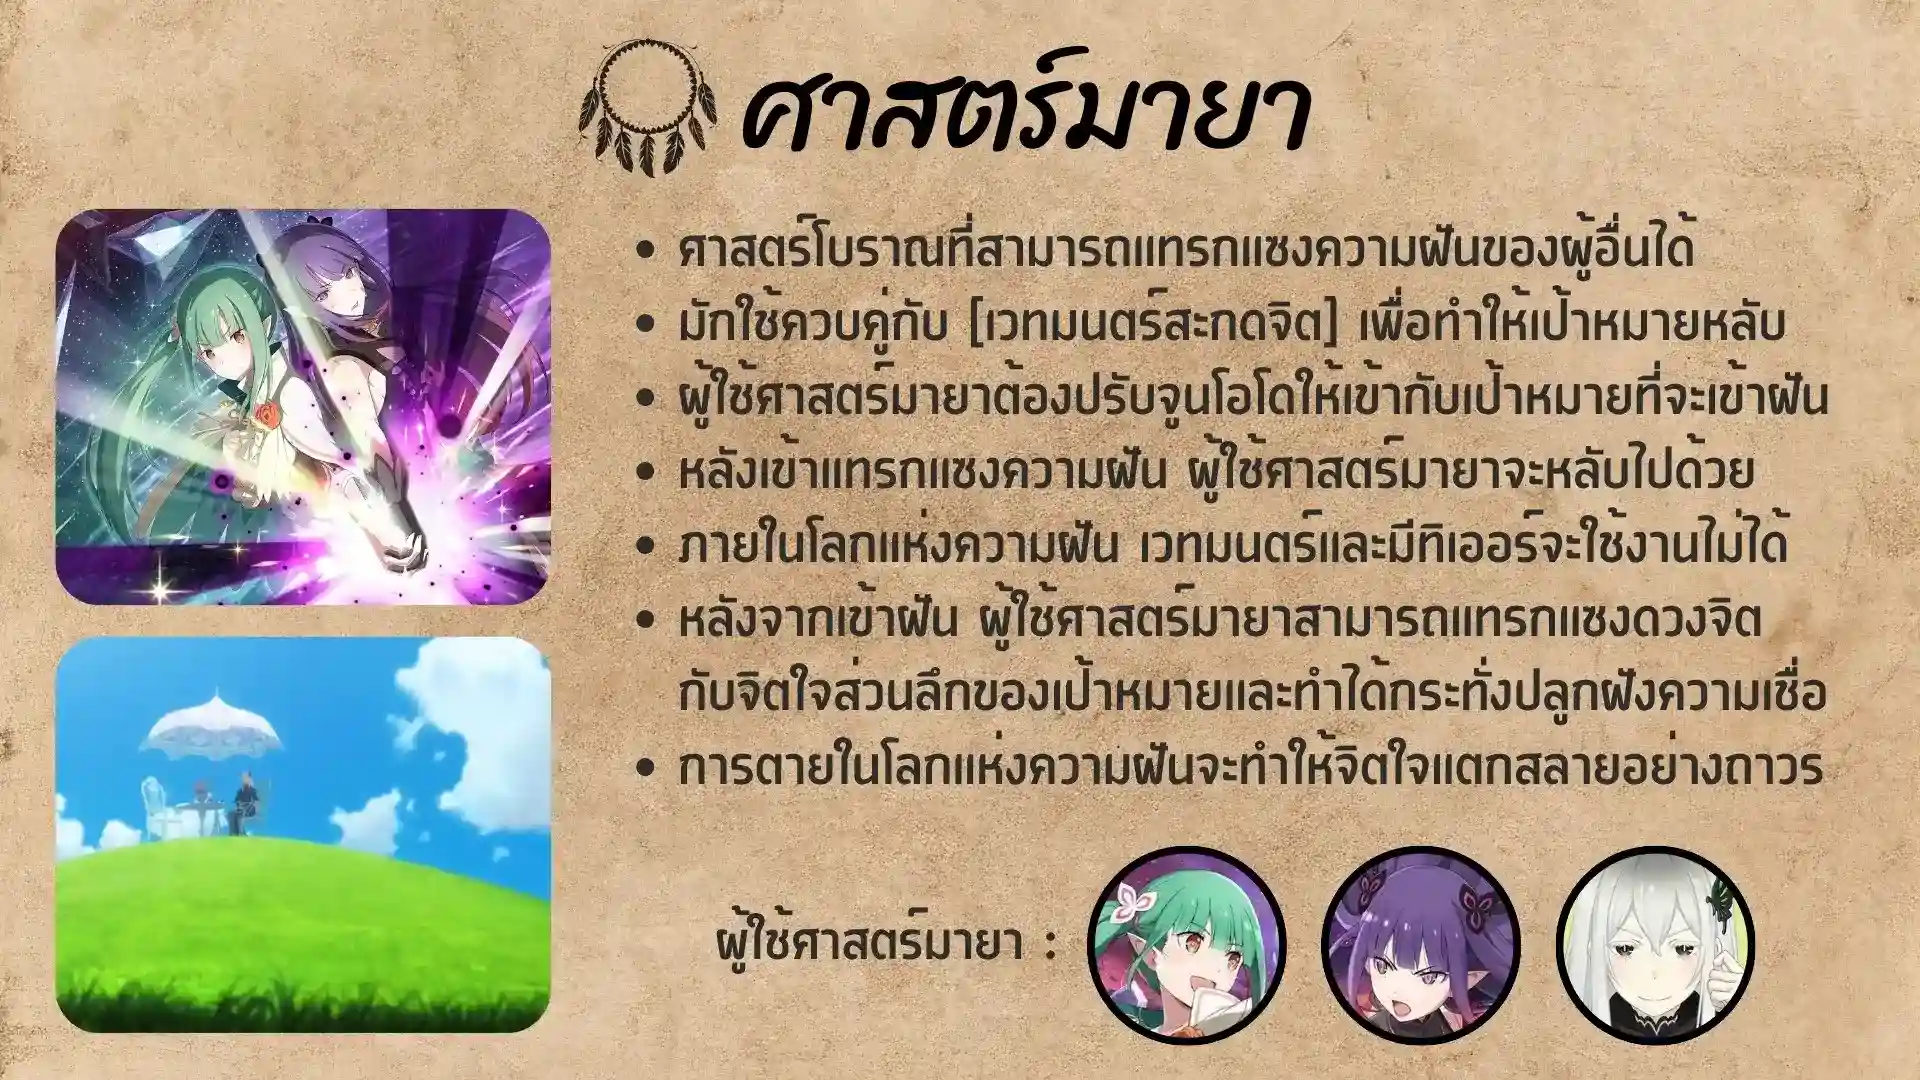 ศาสตร์มายา
• ศาสตร์โบราณที่สามารถแทรกแซงความฝันของผู้อื่นได้
• มักใช้ควบคู่กับ [เวทมนตร์สะกดจิต] เพื่อทำให้เป้าหมายหลับ
• ผู้ใช้ศาสตร์มายาต้องปรับจูนโอโดให้เข้ากับเป้าหมายที่จะเข้าฝัน
• หลังเข้าแทรกแซงความฝัน ผู้ใช้ศาสตร์มายาจะหลับไปด้วย
• ภายในโลกแห่งความฝัน เวทมนตร์และมีทิเออร์จะใช้งานไม่ได้
• หลังจากเข้าฝัน ผู้ใช้ศาสตร์มายาสามารถแทรกแซงดวงจิต
กับจิตใจส่วนลึกของเป้าหมายและทำได้กระทั่งปลูกฝังความเชื่อ
• การตายในโลกแห่งความฝันจะทำให้จิตใจแตกสลายอย่างถาวร
ผู้ใช้ศาสตร์มายา :